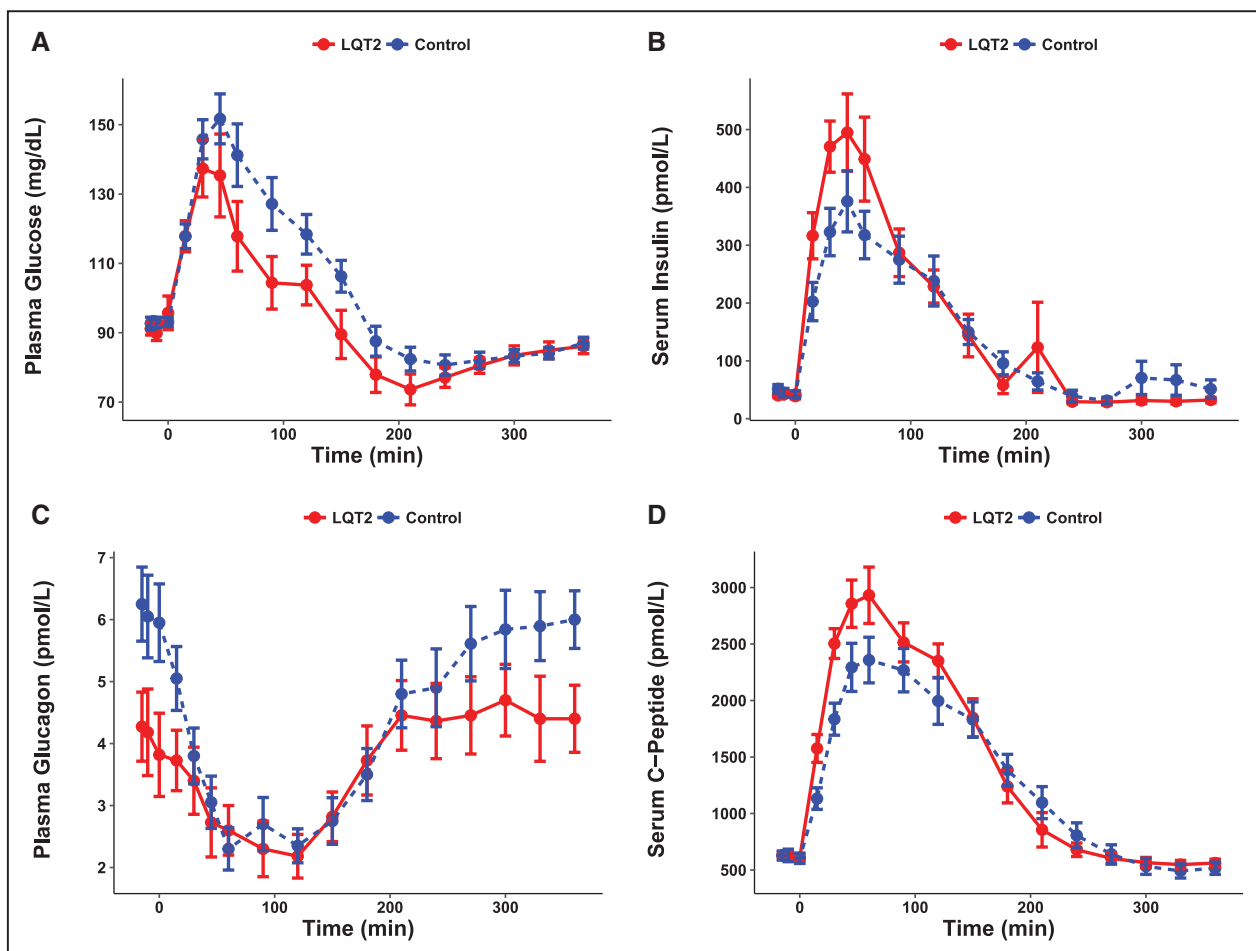 A
LQT2 Control
Plasma Glucose (mg/dL)
150
130
110
90
70
0 100 200 300
Time (min)
B
LQT2 Control
Serum Insulin (pmol/L)
500
400
300
200
100
0
0 100 200 300
Time (min)
C
LQT2 Control
Plasma Glucagon (pmol/L)
7
6
5
4
3
2
0 100 200 300
Time (min)
D
LQT2 Control
Serum C-Peptide (pmol/L)
3000
2500
2000
1500
1000
500
0 100 200 300
Time (min)